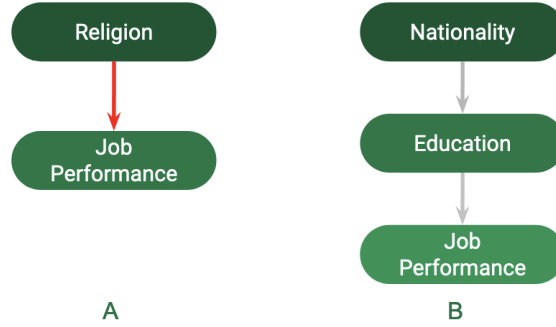 Religion
Job
Performance
A
Nationality
Education
Job
Performance
B